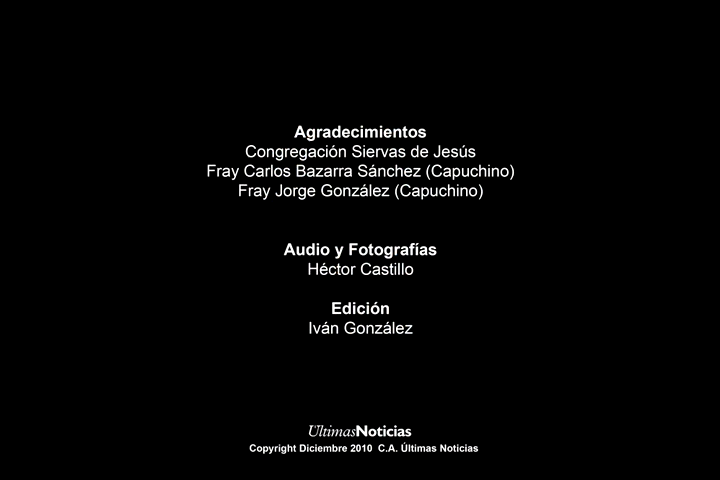 Agradecimientos
Congregación Siervas de Jesús
Fray Carlos Bazarra Sánchez (Capuchino)
Fray Jorge González (Capuchino)
Audio y Fotografías
Héctor Castillo
Edición
Iván González
ÚltimasNoticias
Copyright Diciembre 2010 C.A. Últimas Noticias